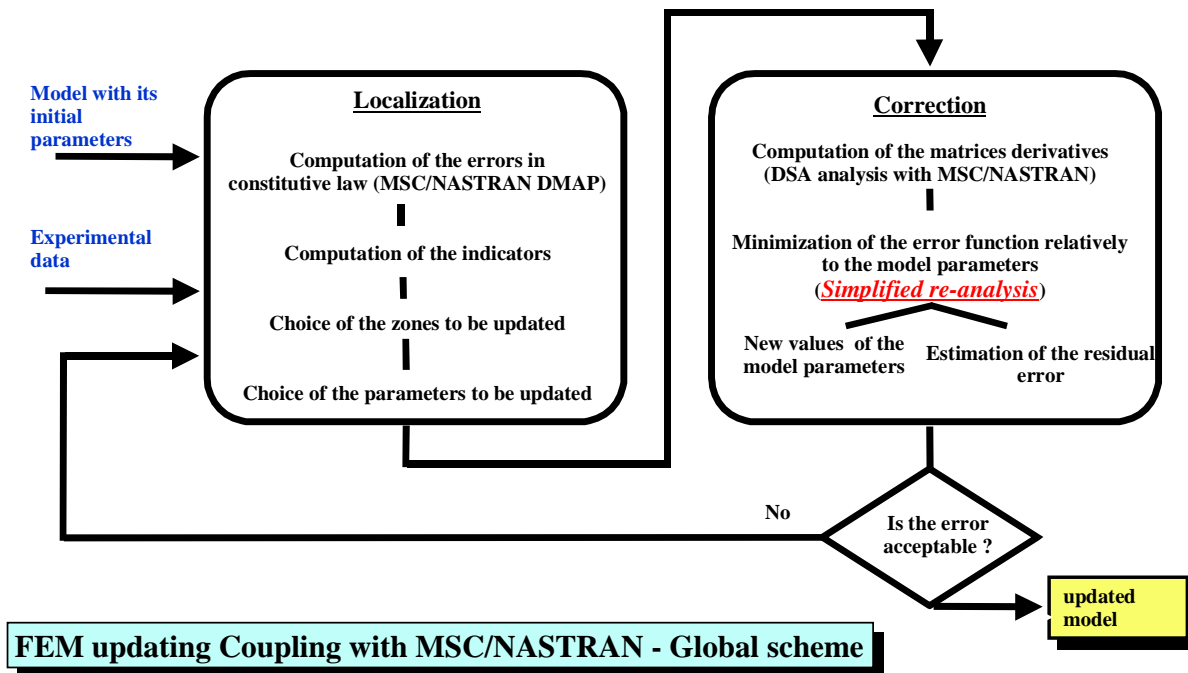 Model with its
initial
parameters
Experimental
data
Localization
Computation of the errors in
constitutive law (MSC/NASTRAN DMAP)
Computation of the indicators
Choice of the zones to be updated
Choice of the parameters to be updated
Correction
Computation of the matrices derivatives
(DSA analysis with MSC/NASTRAN)
Minimization of the error function relatively
to the model parameters
(Simplified re-analysis)
New values of the
model parameters
Estimation of the residual
error
No
Is the error
acceptable ?
updated
model
FEM updating Coupling with MSC/NASTRAN - Global scheme